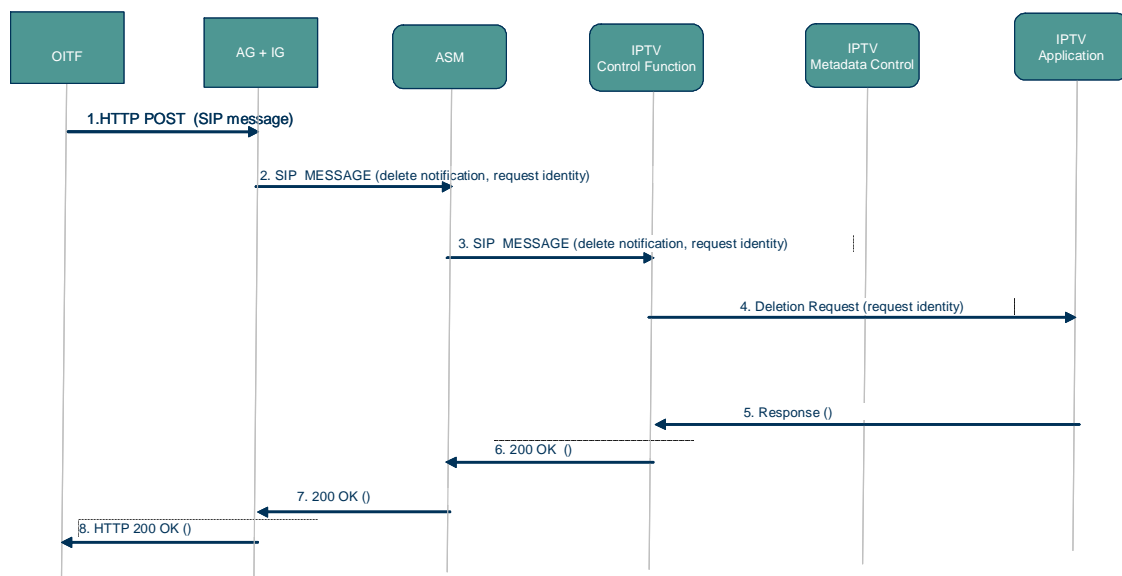 OITF
AG + IG
ASM
IPTV
Control Function
IPTV
Metadata Control
IPTV
Application
1.HTTP POST (SIP message)
2. SIP MESSAGE (delete notification, request identity)
3. SIP MESSAGE (delete notification, request identity)
4. Deletion Request (request identity)
5. Response ()
6. 200 OK ()
7. 200 OK ()
8. HTTP 200 OK ()